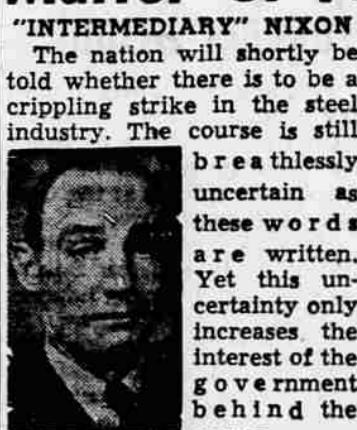 "INTERMEDIARY" NIXON
The nation will shortly be
told whether there is to be a
crippling strike in the steel
industry. The course is still
breathlessly
uncertain as
these words
are written.
Yet this un-
certainty only
increases the
interest of the
government
behind the